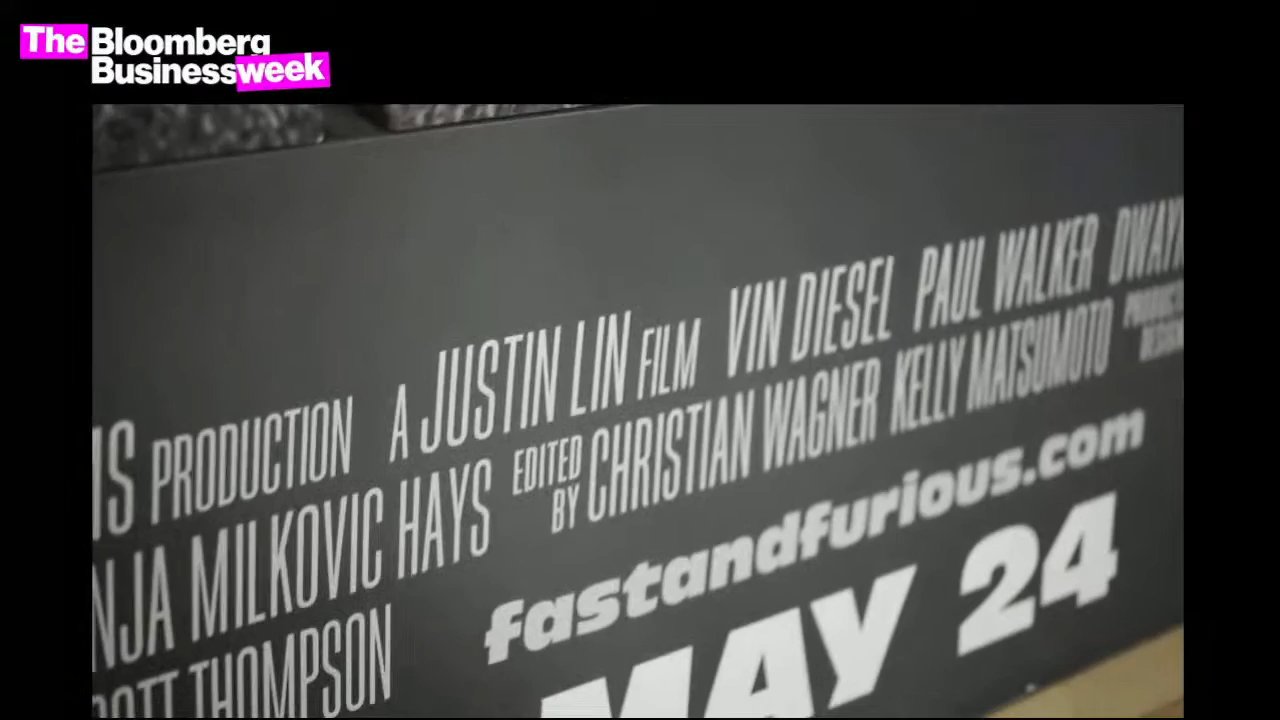 The Bloomberg
Businessweek
PRODUCTION A JUSTIN LIN FILM VIN DIESEL PAUL WALKER
MILKOVIC HAYS EDITED BY CHRISTIAN WAGNER KELLY MATSUMOTO
THOMPSON
fastandfurious.com
MAY 24